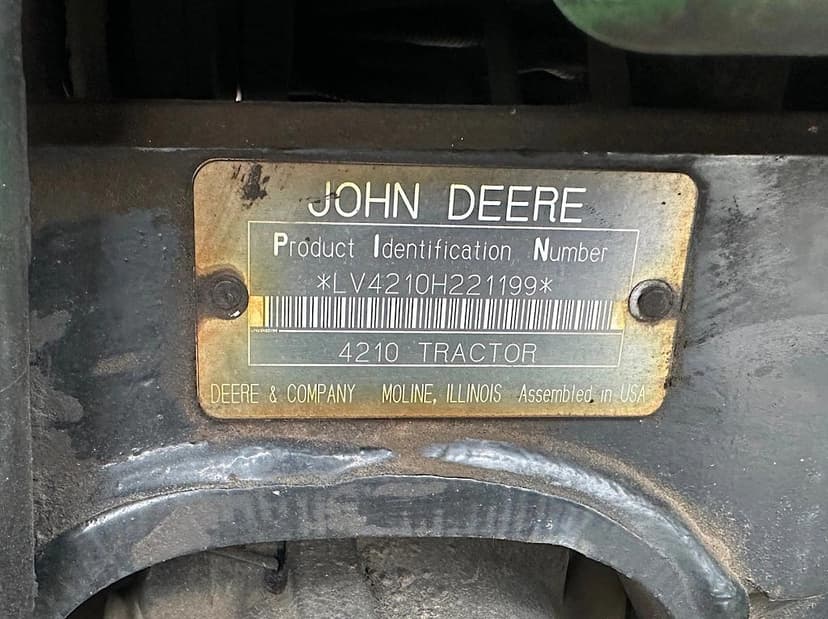 JOHN DEERE
Product Identification Number
*LV4210H221199*
4210 TRACTOR
DEERE & COMPANY MOLINE, ILLINOIS Assembled in USA